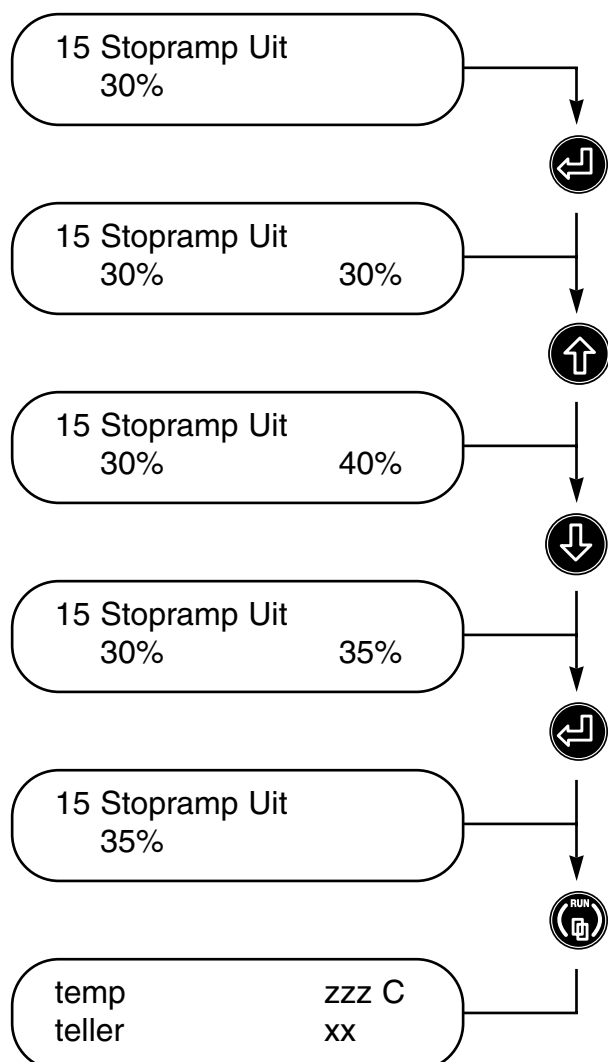 15 Stopramp Uit
30%
15 Stopramp Uit
30% 30%
15 Stopramp Uit
30% 40%
15 Stopramp Uit
30% 35%
15 Stopramp Uit
35%
RUN
temp zzz C
teller xx